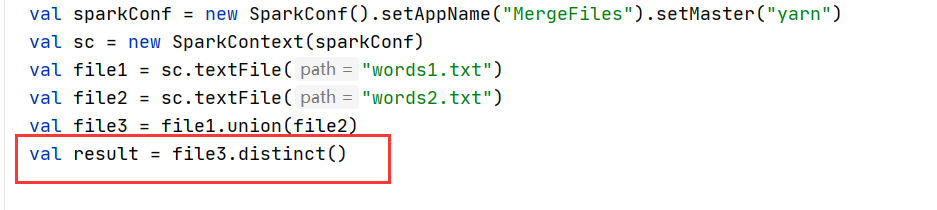 val sparkConf = new SparkConf().setAppName("MergeFiles").setMaster("yarn")
val sc = new SparkContext(sparkConf)
val file1 = sc.textFile( path = "words1.txt")
val file2 = sc.textFile( path = "words2.txt")
val file3 = file1.union(file2)
val result = file3.distinct()